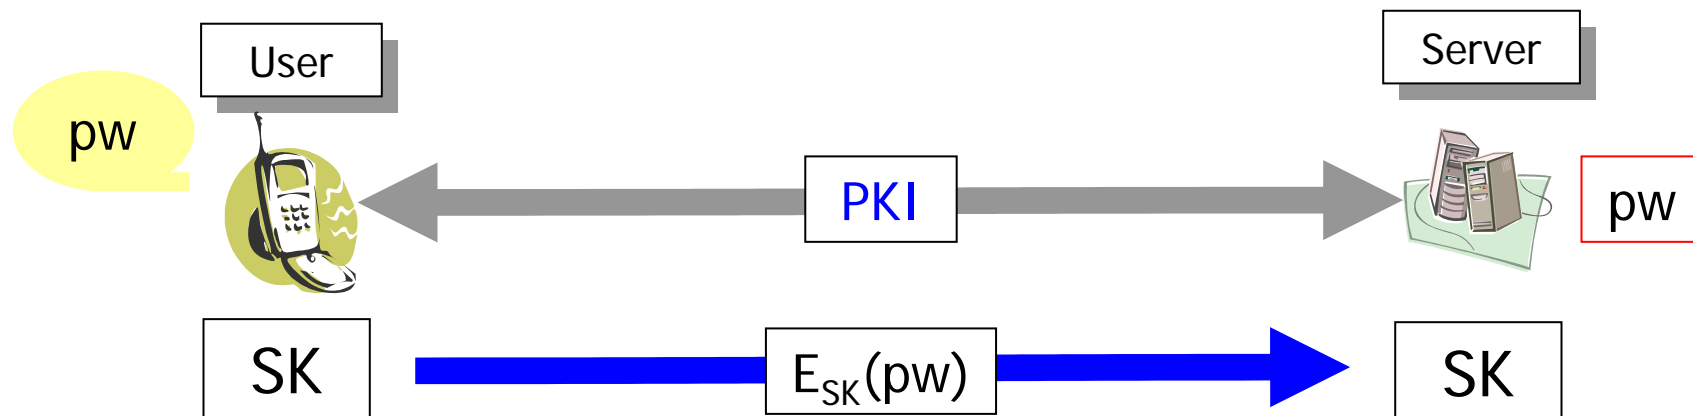 User
Server
pw
PKI
pw
SK
E_SK(pw)
SK